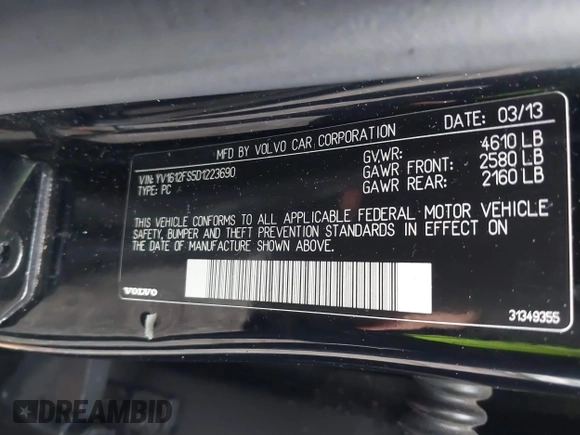 MFD BY VOLVO CAR CORPORATION DATE: 03/13
VIN: YV1612FS5D1223690 GVWR: 4610 LB
TYPE: PC GAWR FRONT: 2580 LB
GAWR REAR: 2160 LB
THIS VEHICLE CONFORMS TO ALL APPLICABLE FEDERAL MOTOR VEHICLE
SAFETY, BUMPER AND THEFT PREVENTION STANDARDS IN EFFECT ON
THE DATE OF MANUFACTURE SHOWN ABOVE.
VOLVO 31349355
DREAMBID